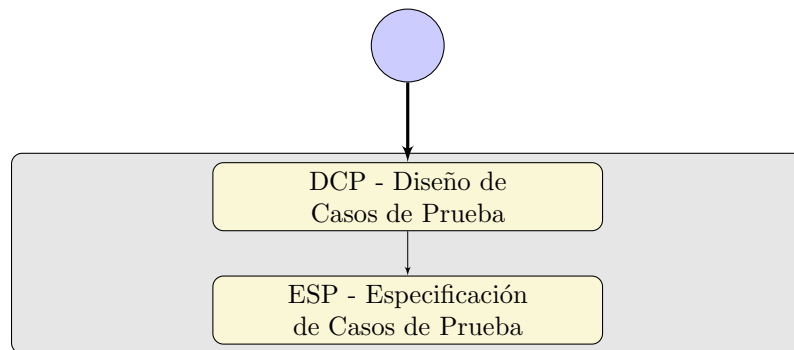 DCP - Diseño de
Casos de Prueba
ESP - Especificación
de Casos de Prueba